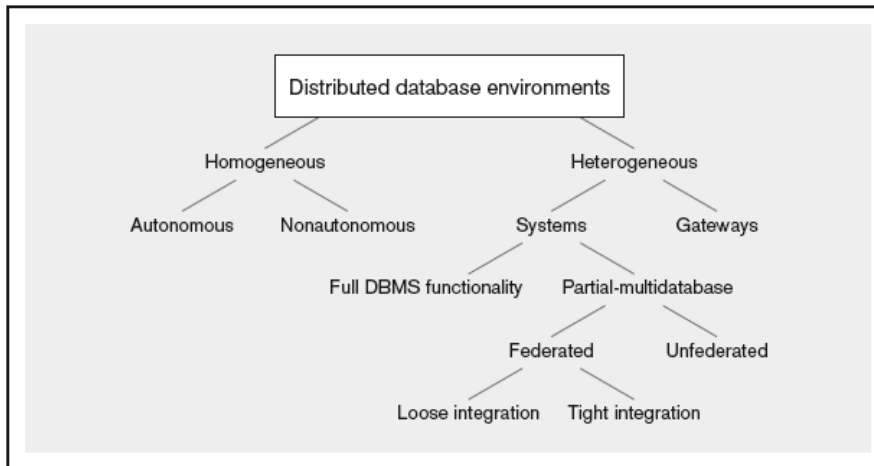 Distributed database environments
Homogeneous Heterogeneous
Autonomous Nonautonomous Systems Gateways
Full DBMS functionality Partial-multidatabase
Federated Unfederated
Loose integration Tight integration